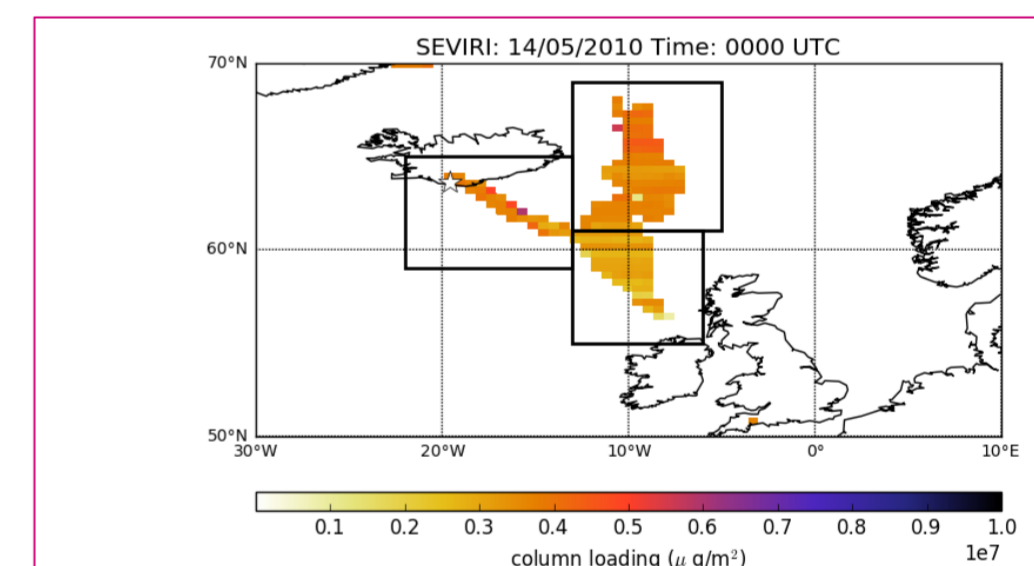 SEVIRI: 14/05/2010 Time: 0000 UTC
70°N
60°N
50°N
30°W 20°W 10°W 0° 10°E
0.1 0.2 0.3 0.4 0.5 0.6 0.7 0.8 0.9 1.0
1e7
column loading (μ g/m²)